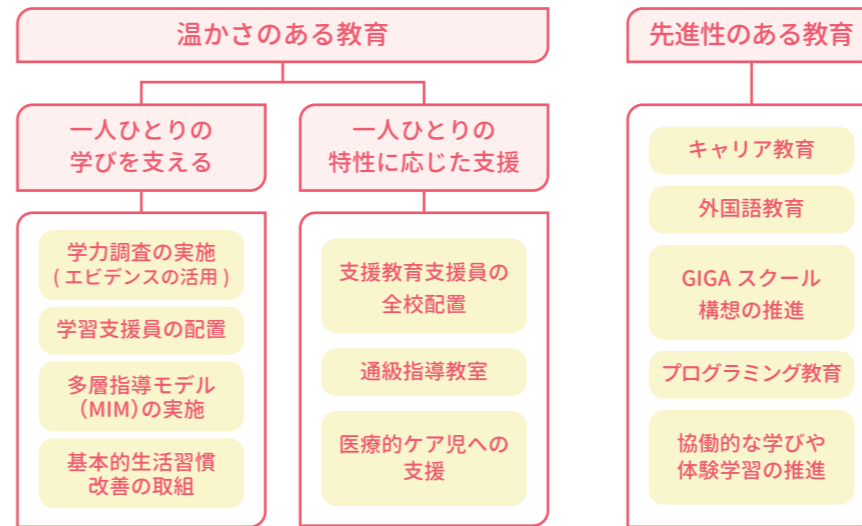 温かさのある教育
一人ひとりの
学びを支える
学力調査の実施
(エビデンスの活用)
学習支援員の配置
多層指導モデル
(MIM)の実施
基本的生活習慣
改善の取組
一人ひとりの
特性に応じた支援
支援教育支援員の
全校配置
通級指導教室
医療的ケア児への
支援
先進性のある教育
キャリア教育
外国語教育
GIGA スクール
構想の推進
プログラミング教育
協働的な学びや
体験学習の推進